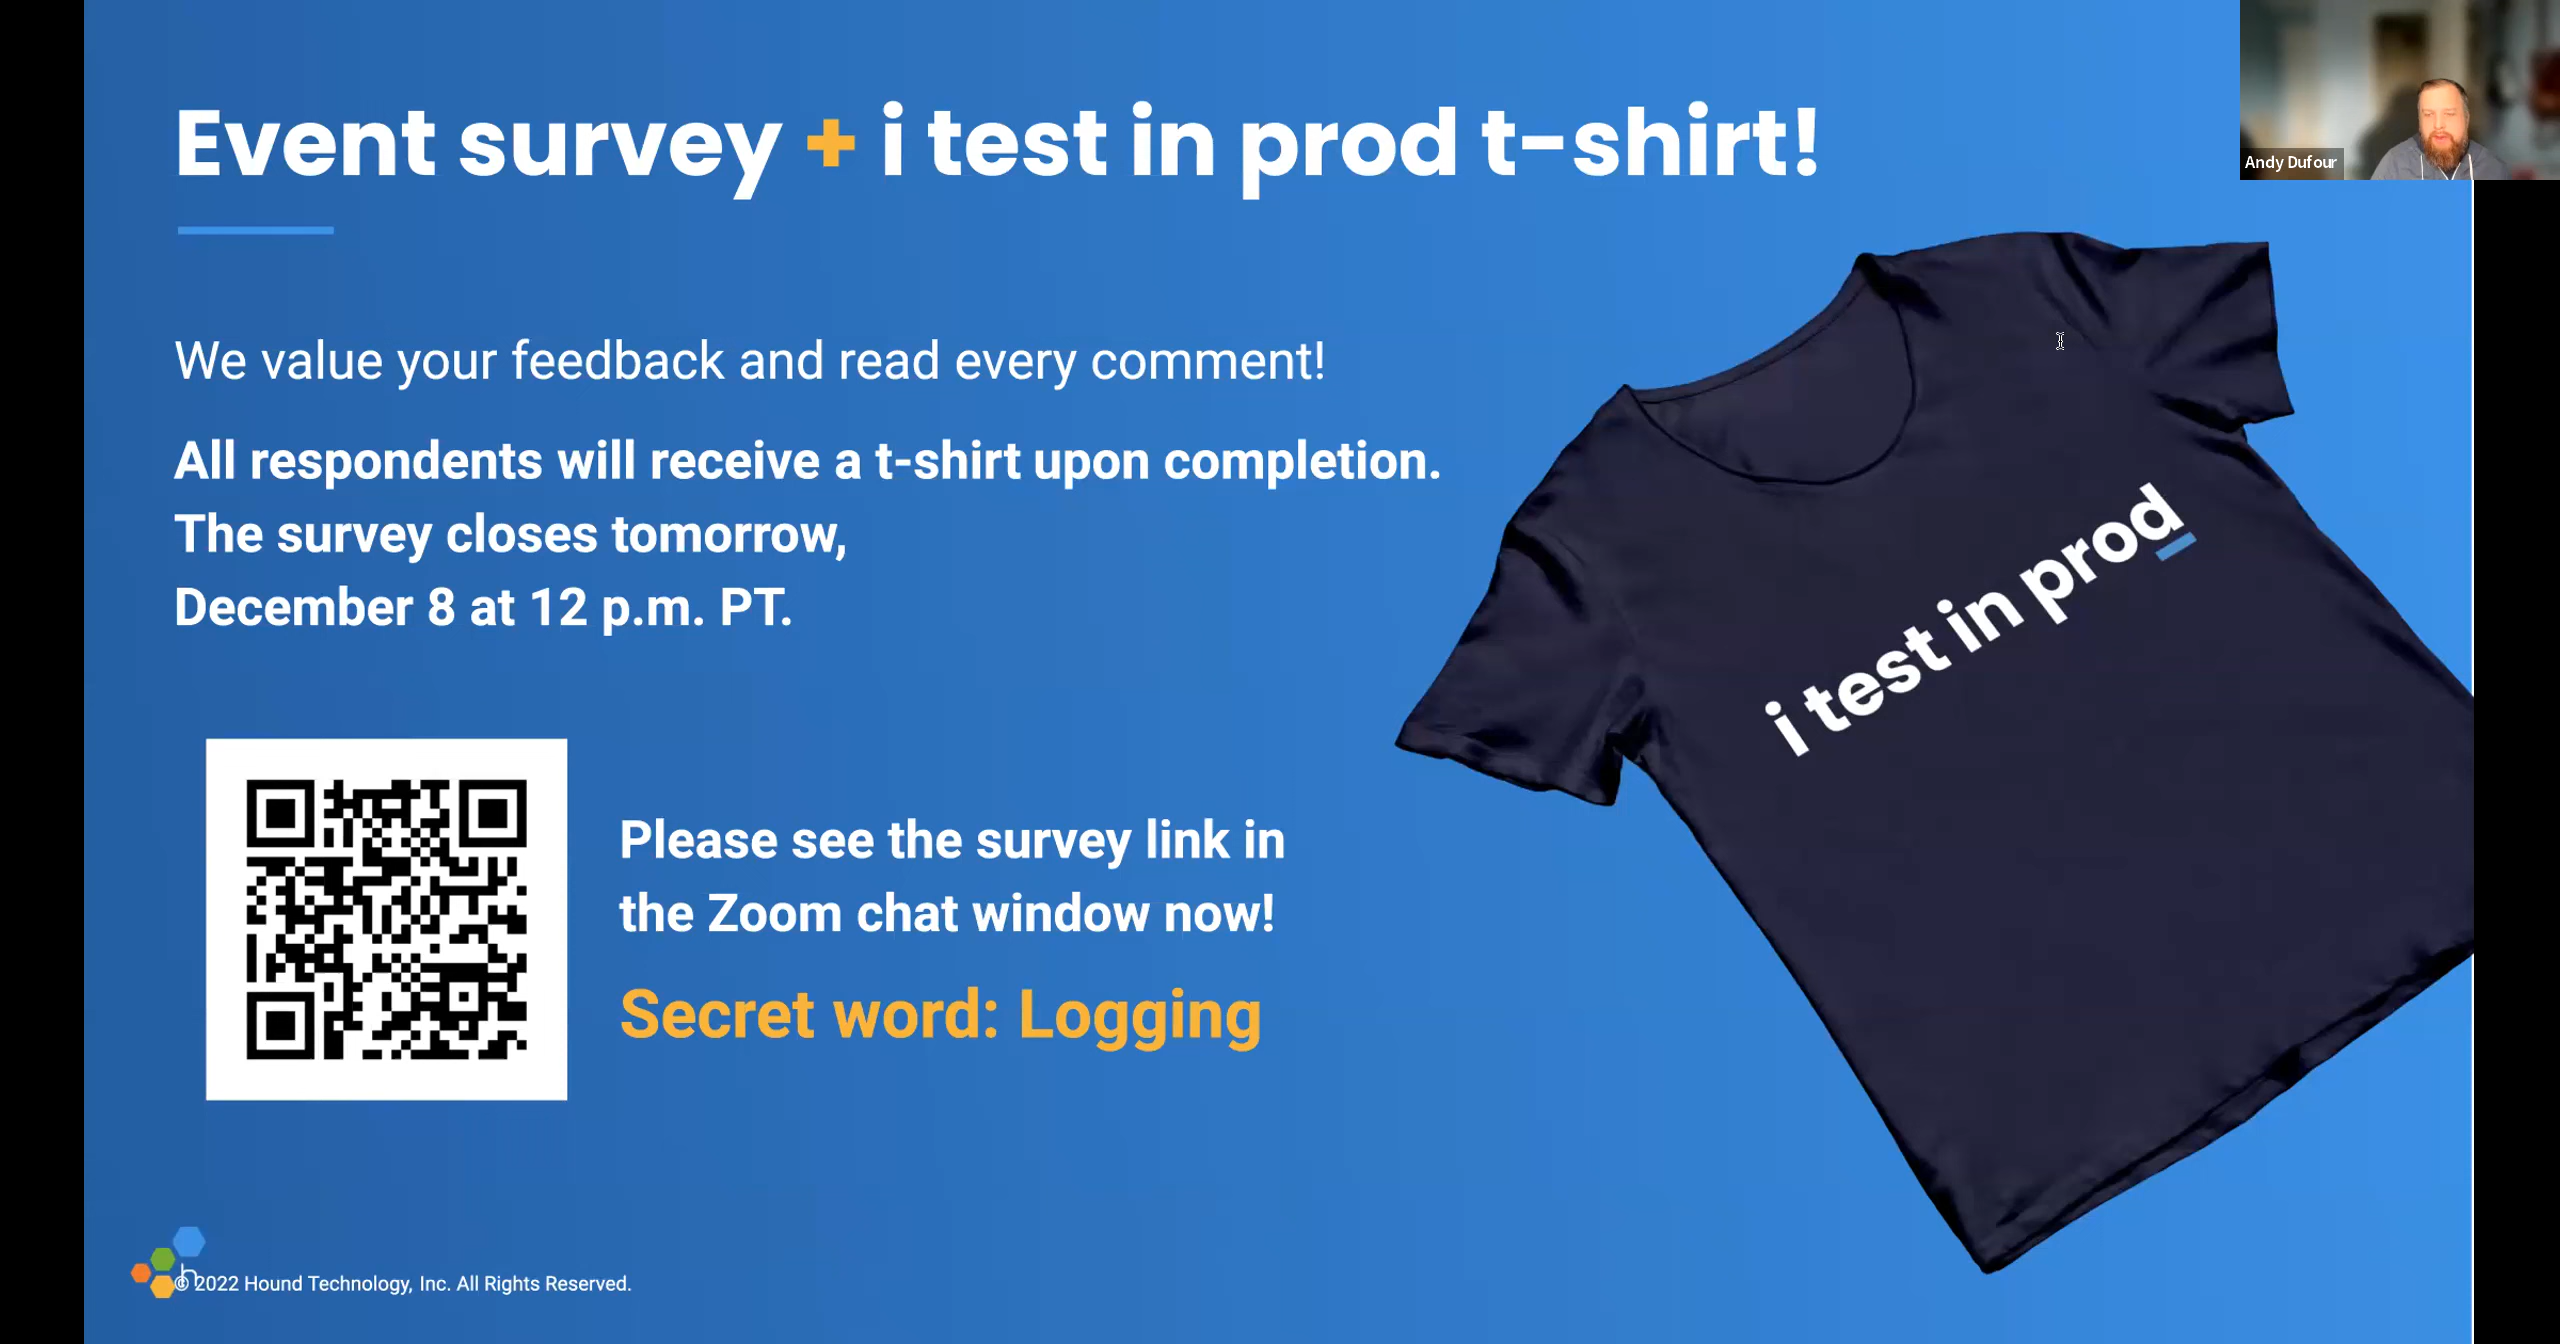 Event survey + i test in prod t-shirt!
Andy Dufour
We value your feedback and read every comment!
All respondents will receive a t-shirt upon completion.
The survey closes tomorrow,
December 8 at 12 p.m. PT.
i test in prod
Please see the survey link in
the Zoom chat window now!
Secret word: Logging
h
© 2022 Hound Technology, Inc. All Rights Reserved.